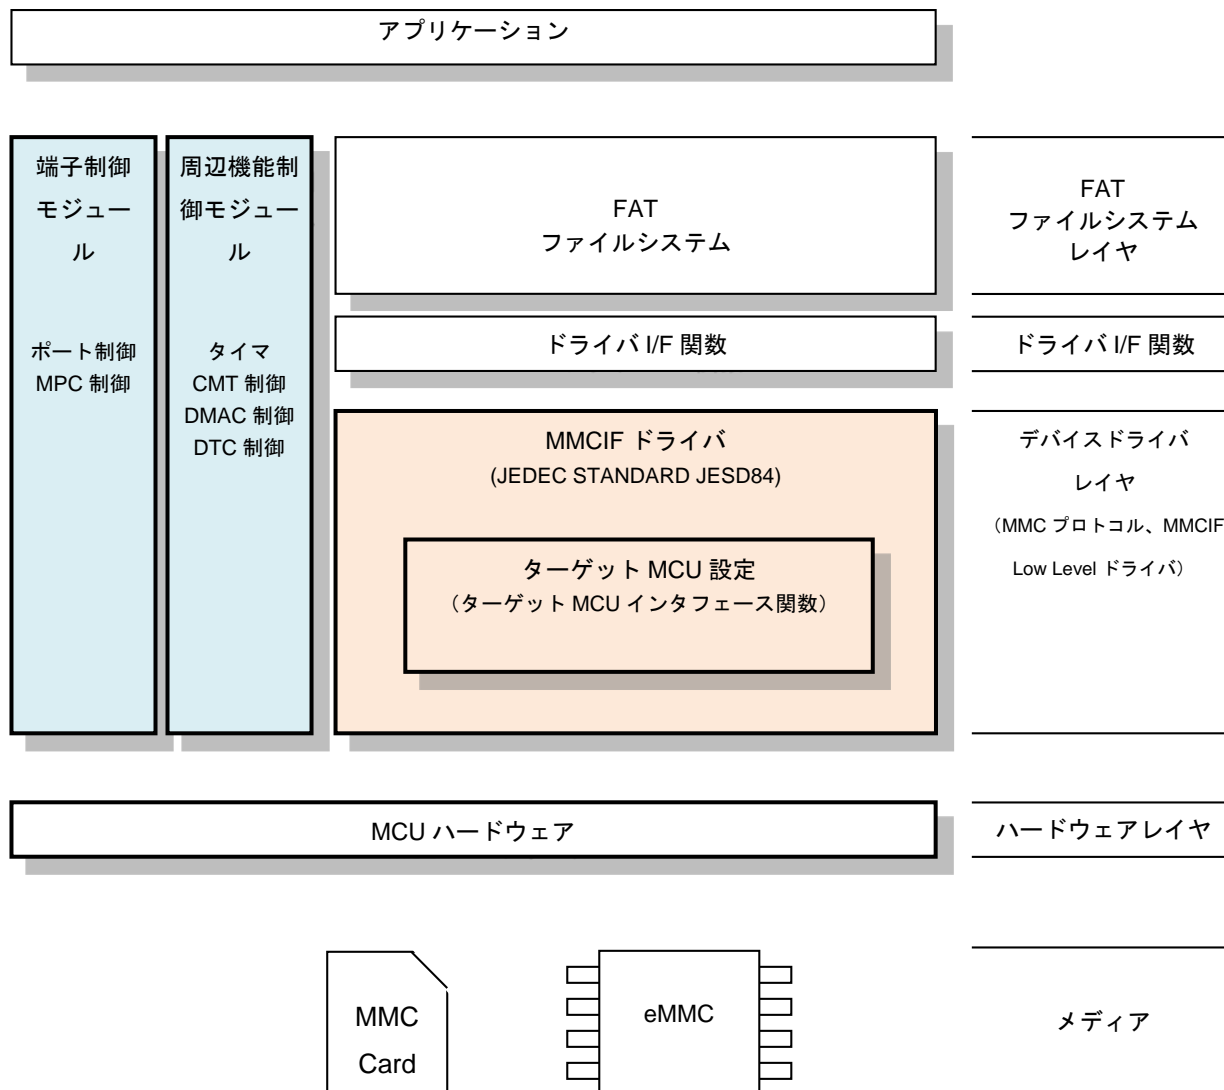 アプリケーション
端子制御
モジュー
ル
ポート制御
MPC 制御
周辺機能制
御モジュー
ル
タイマ
CMT 制御
DMAC 制御
DTC 制御
FAT
ファイルシステム
FAT
ファイルシステム
レイヤ
ドライバ I/F 関数
ドライバ I/F 関数
MMCIF ドライバ
(JEDEC STANDARD JESD84)
ターゲット MCU 設定
（ターゲット MCU インタフェース関数）
デバイスドライバ
レイヤ
（MMC プロトコル、MMCIF
Low Level ドライバ）
MCU ハードウェア
ハードウェアレイヤ
MMC
Card
eMMC
メディア